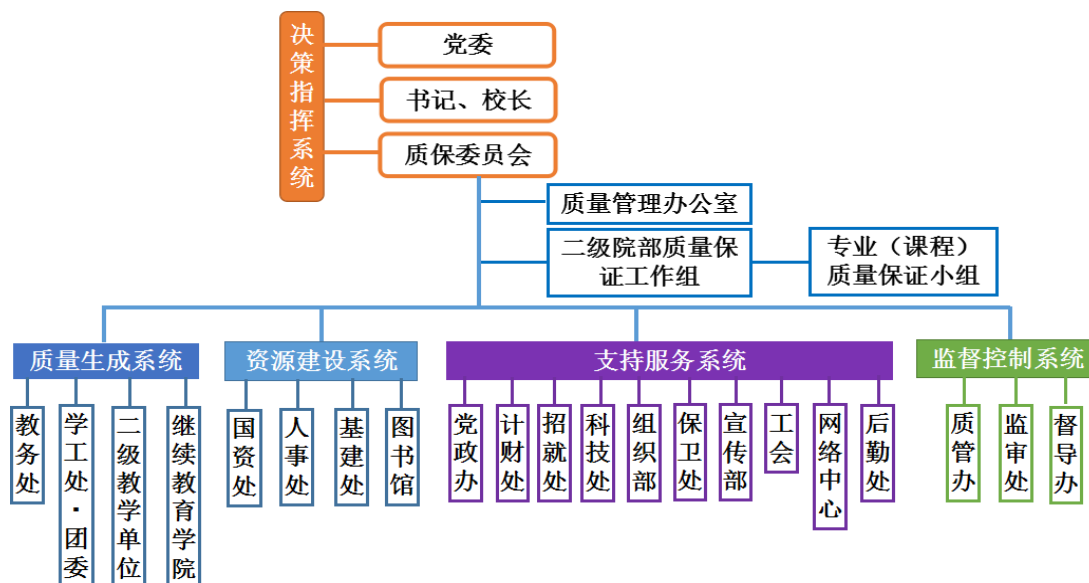 决策指挥系统
党委
书记、校长
质保委员会
质量管理办公室
二级院部质量保
证工作组
专业（课程）
质量保证小组
质量生成系统
资源建设系统
支持服务系统
监督控制系统
教务处
学工处·团委
二级教学单位
继续教育学院
国资处
人事处
基建处
图书馆
党政办
计财处
招就处
科技处
组织部
保卫处
宣传部
工会
网络中心
后勤处
质管办
监审处
督导办